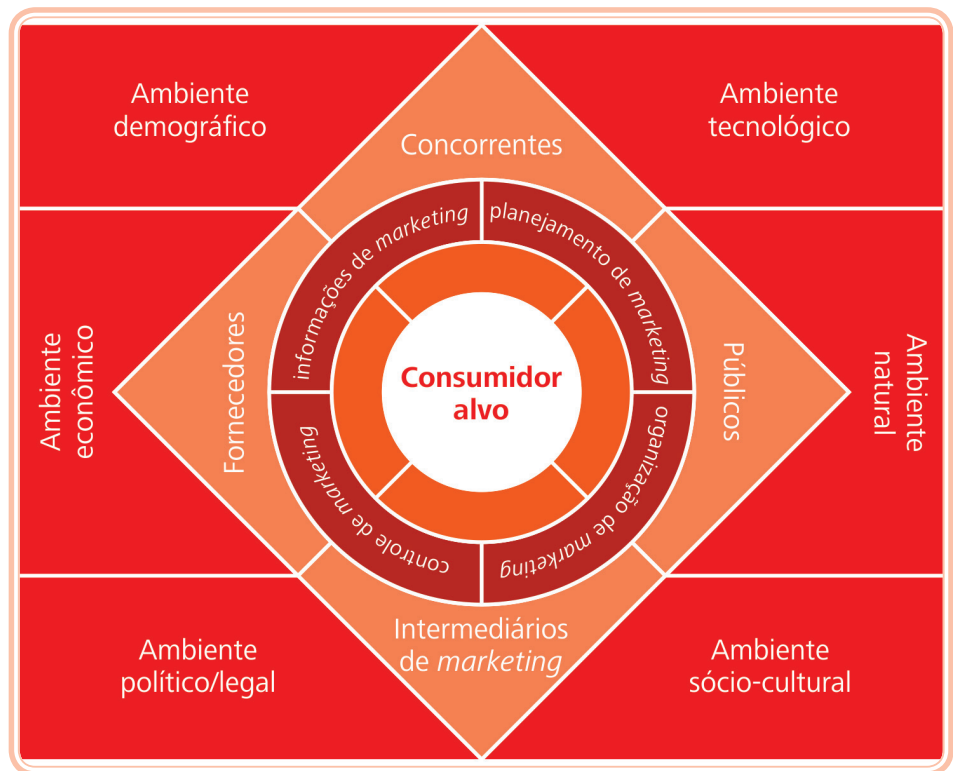 Ambiente
demográfico
Ambiente
tecnológico
Concorrentes
informações de marketing
planejamento de marketing
Ambiente
econômico
Fornecedores
Consumidor
alvo
Públicos
Ambiente
natural
controle de marketing
organização de marketing
Intermediários
de marketing
Ambiente
político/legal
Ambiente
sócio-cultural